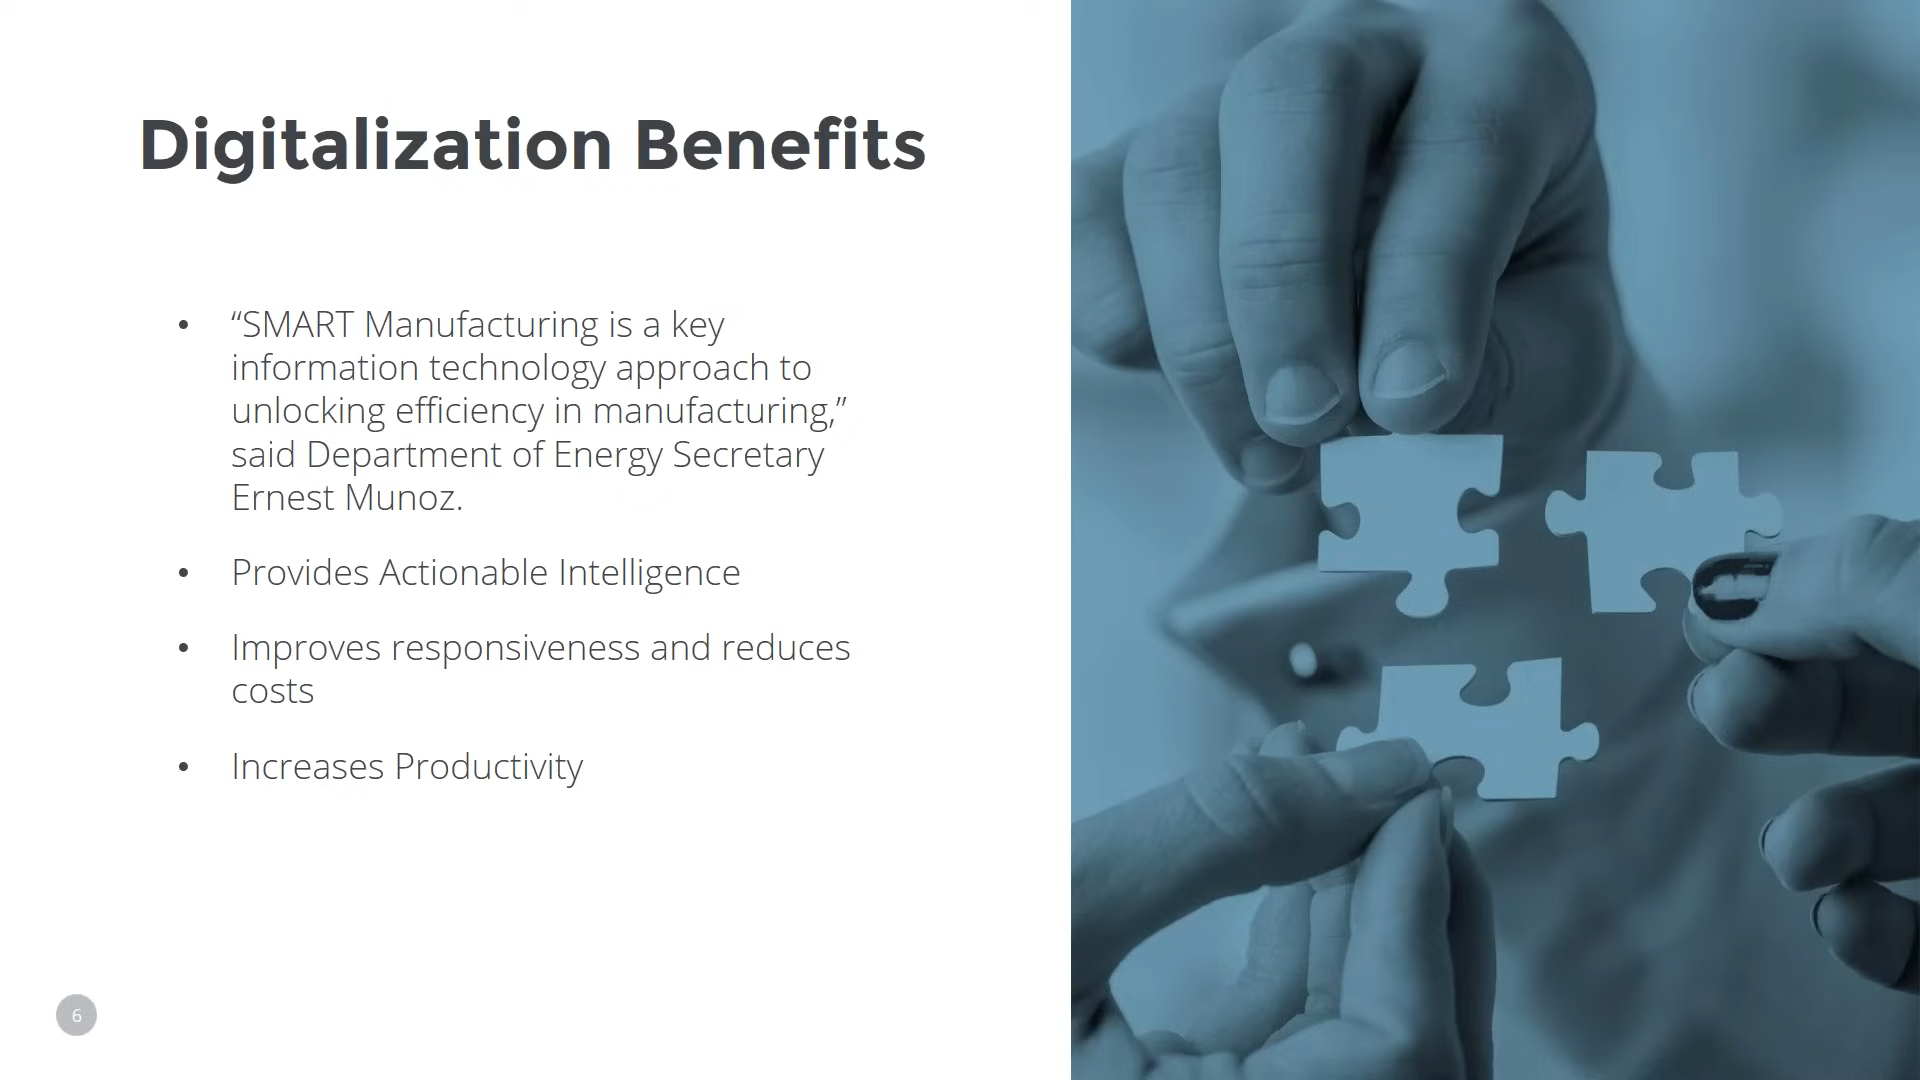 Digitalization Benefits
• “SMART Manufacturing is a key
information technology approach to
unlocking efficiency in manufacturing,”
said Department of Energy Secretary
Ernest Munoz.
• Provides Actionable Intelligence
• Improves responsiveness and reduces
costs
• Increases Productivity
6